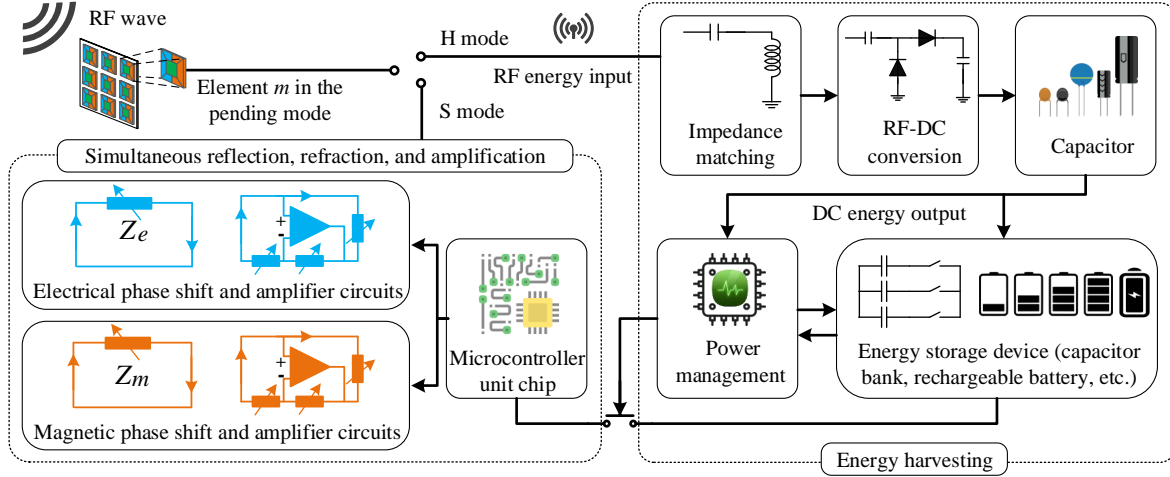 RF wave
Element m in the
pending mode
H mode
S mode
RF energy input
Impedance
matching
RF-DC
conversion
Capacitor
DC energy output
Simultaneous reflection, refraction, and amplification
Ze
+
-
Electrical phase shift and amplifier circuits
Zm
+
-
Magnetic phase shift and amplifier circuits
Microcontroller
unit chip
Power
management
Energy storage device (capacitor
bank, rechargeable battery, etc.)
Energy harvesting